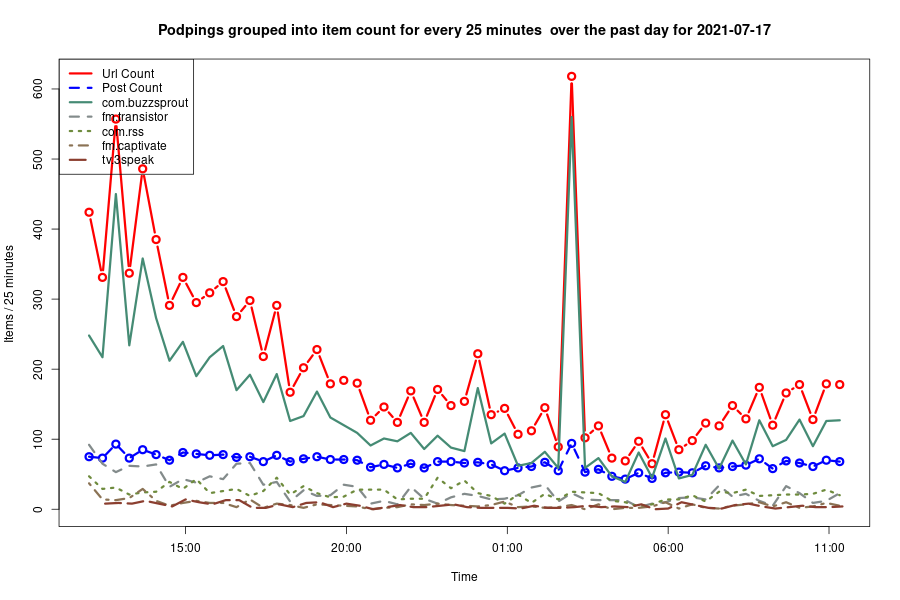 Podpings grouped into item count for every 25 minutes  over the past day for 2021-07-17
Url Count
Post Count
com.buzzsprout
fm.transistor
com.rss
fm.captivate
tv.3speak
600
500
400
300
200
100
0
Items / 25 minutes
15:00
20:00
01:00
06:00
11:00
Time